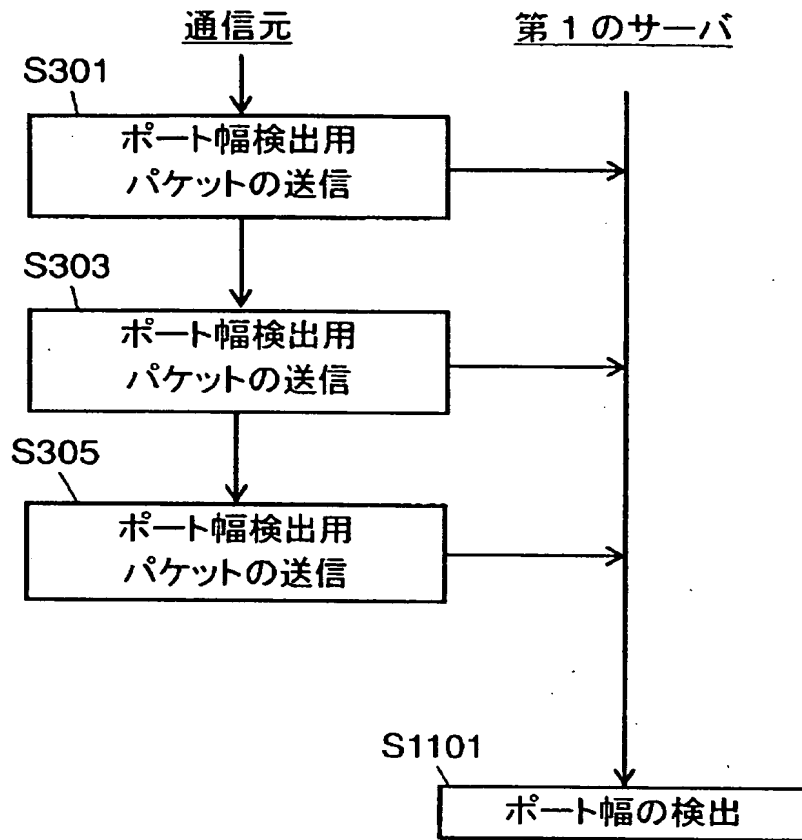 通信元
第1のサーバ
S301
ポート幅検出用
パケットの送信
S303
ポート幅検出用
パケットの送信
S305
ポート幅検出用
パケットの送信
S1101
ポート幅の検出